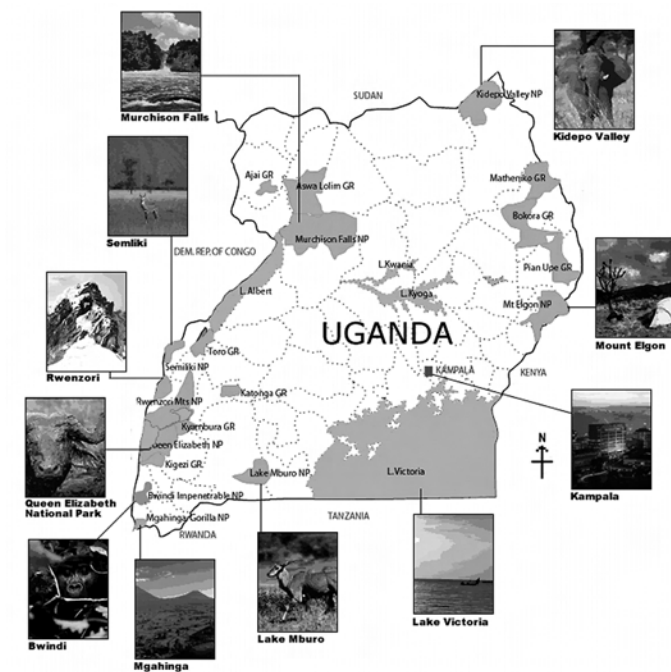 Murchison Falls
SUDAN
Kidepo Valley NP
Kidepo Valley
Ajai GR
Aswa Lolim GR
Matheniko GR
Semliki
Bokora GR
Murchison Falls NP
DEM. REP. OF CONGO
L.Kwania
Pian Upe GR
L. Albert
L.Kyoga
Mt Elgon NP
UGANDA
Mount Elgon
Toro GR
Semiliki NP
KAMPALA
KENYA
Rwenzori
Rwenzori Mts NP
Katonga GR
Kyambura GR
Queen Elizabeth NP
N
Kigezi GR
Lake Mburo NP
L.Victoria
Kampala
Queen Elizabeth
National Park
Bwindi Impenetrable NP
Mgahinga Gorilla NP
TANZANIA
RWANDA
Bwindi
Mgahinga
Lake Mburo
Lake Victoria